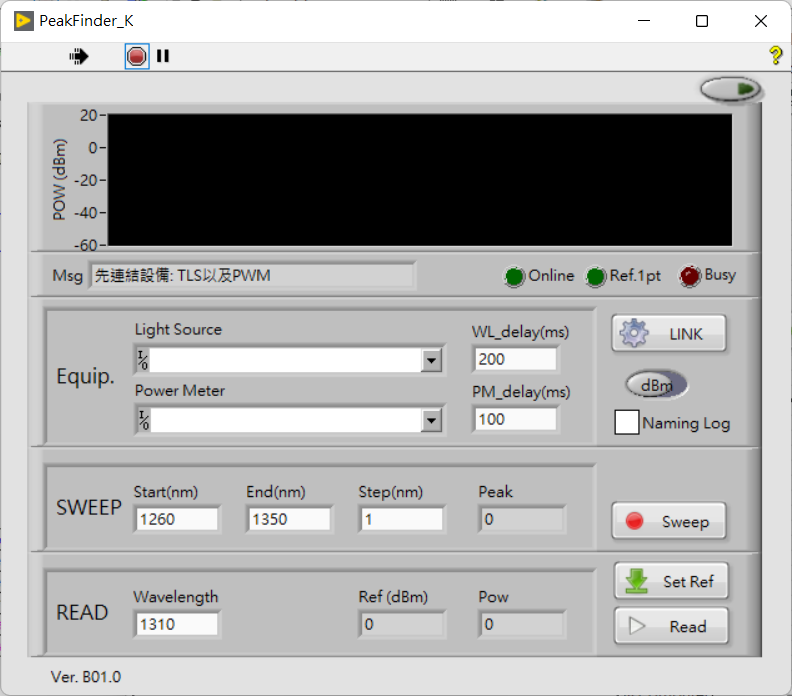 PeakFinder_K
?
20
0
-20
-40
-60
POW (dBm)
Msg 先連結設備: TLS以及PWM Online Ref.1pt Busy
Equip.
Light Source
I/O
Power Meter
I/O
WL_delay(ms)
200
PM_delay(ms)
100
LINK
dBm
Naming Log
SWEEP
Start(nm) End(nm) Step(nm) Peak
1260 1350 1 0
Sweep
READ
Wavelength Ref (dBm) Pow
1310 0 0
Set Ref
Read
Ver. B01.0